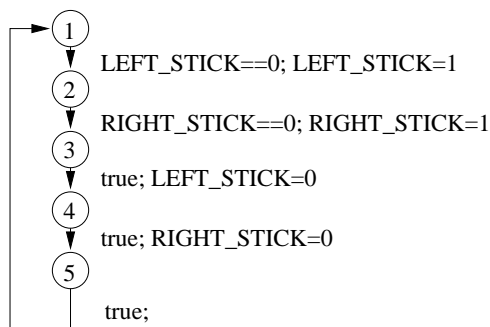 1
LEFT_STICK==0; LEFT_STICK=1
2
RIGHT_STICK==0; RIGHT_STICK=1
3
true; LEFT_STICK=0
4
true; RIGHT_STICK=0
5
true;